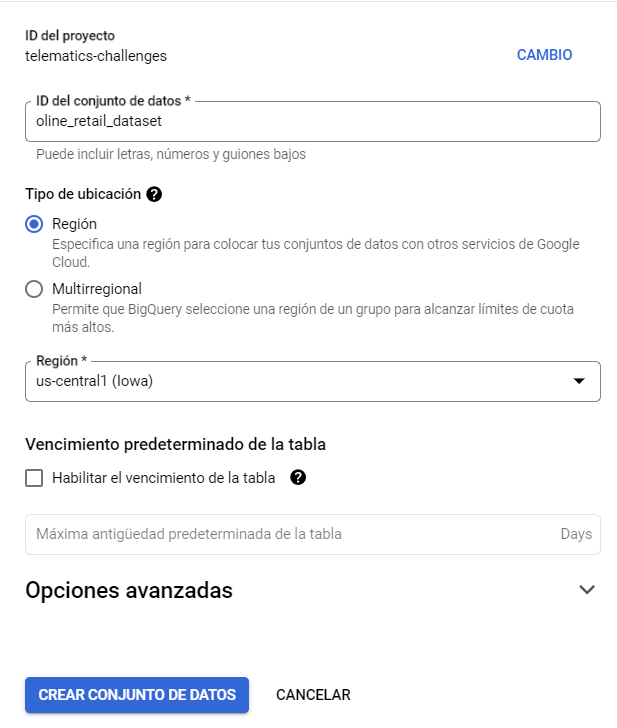 ID del proyecto
telematics-challenges
CAMBIO
ID del conjunto de datos *
oline_retail_dataset
Puede incluir letras, números y guiones bajos
Tipo de ubicación
Región
Especifica una región para colocar tus conjuntos de datos con otros servicios de Google
Cloud.
Multirregional
Permite que BigQuery seleccione una región de un grupo para alcanzar límites de cuota
más altos.
Región *
us-central1 (Iowa)
Vencimiento predeterminado de la tabla
Habilitar el vencimiento de la tabla
Máxima antigüedad predeterminada de la tabla
Days
Opciones avanzadas
CREAR CONJUNTO DE DATOS
CANCELAR